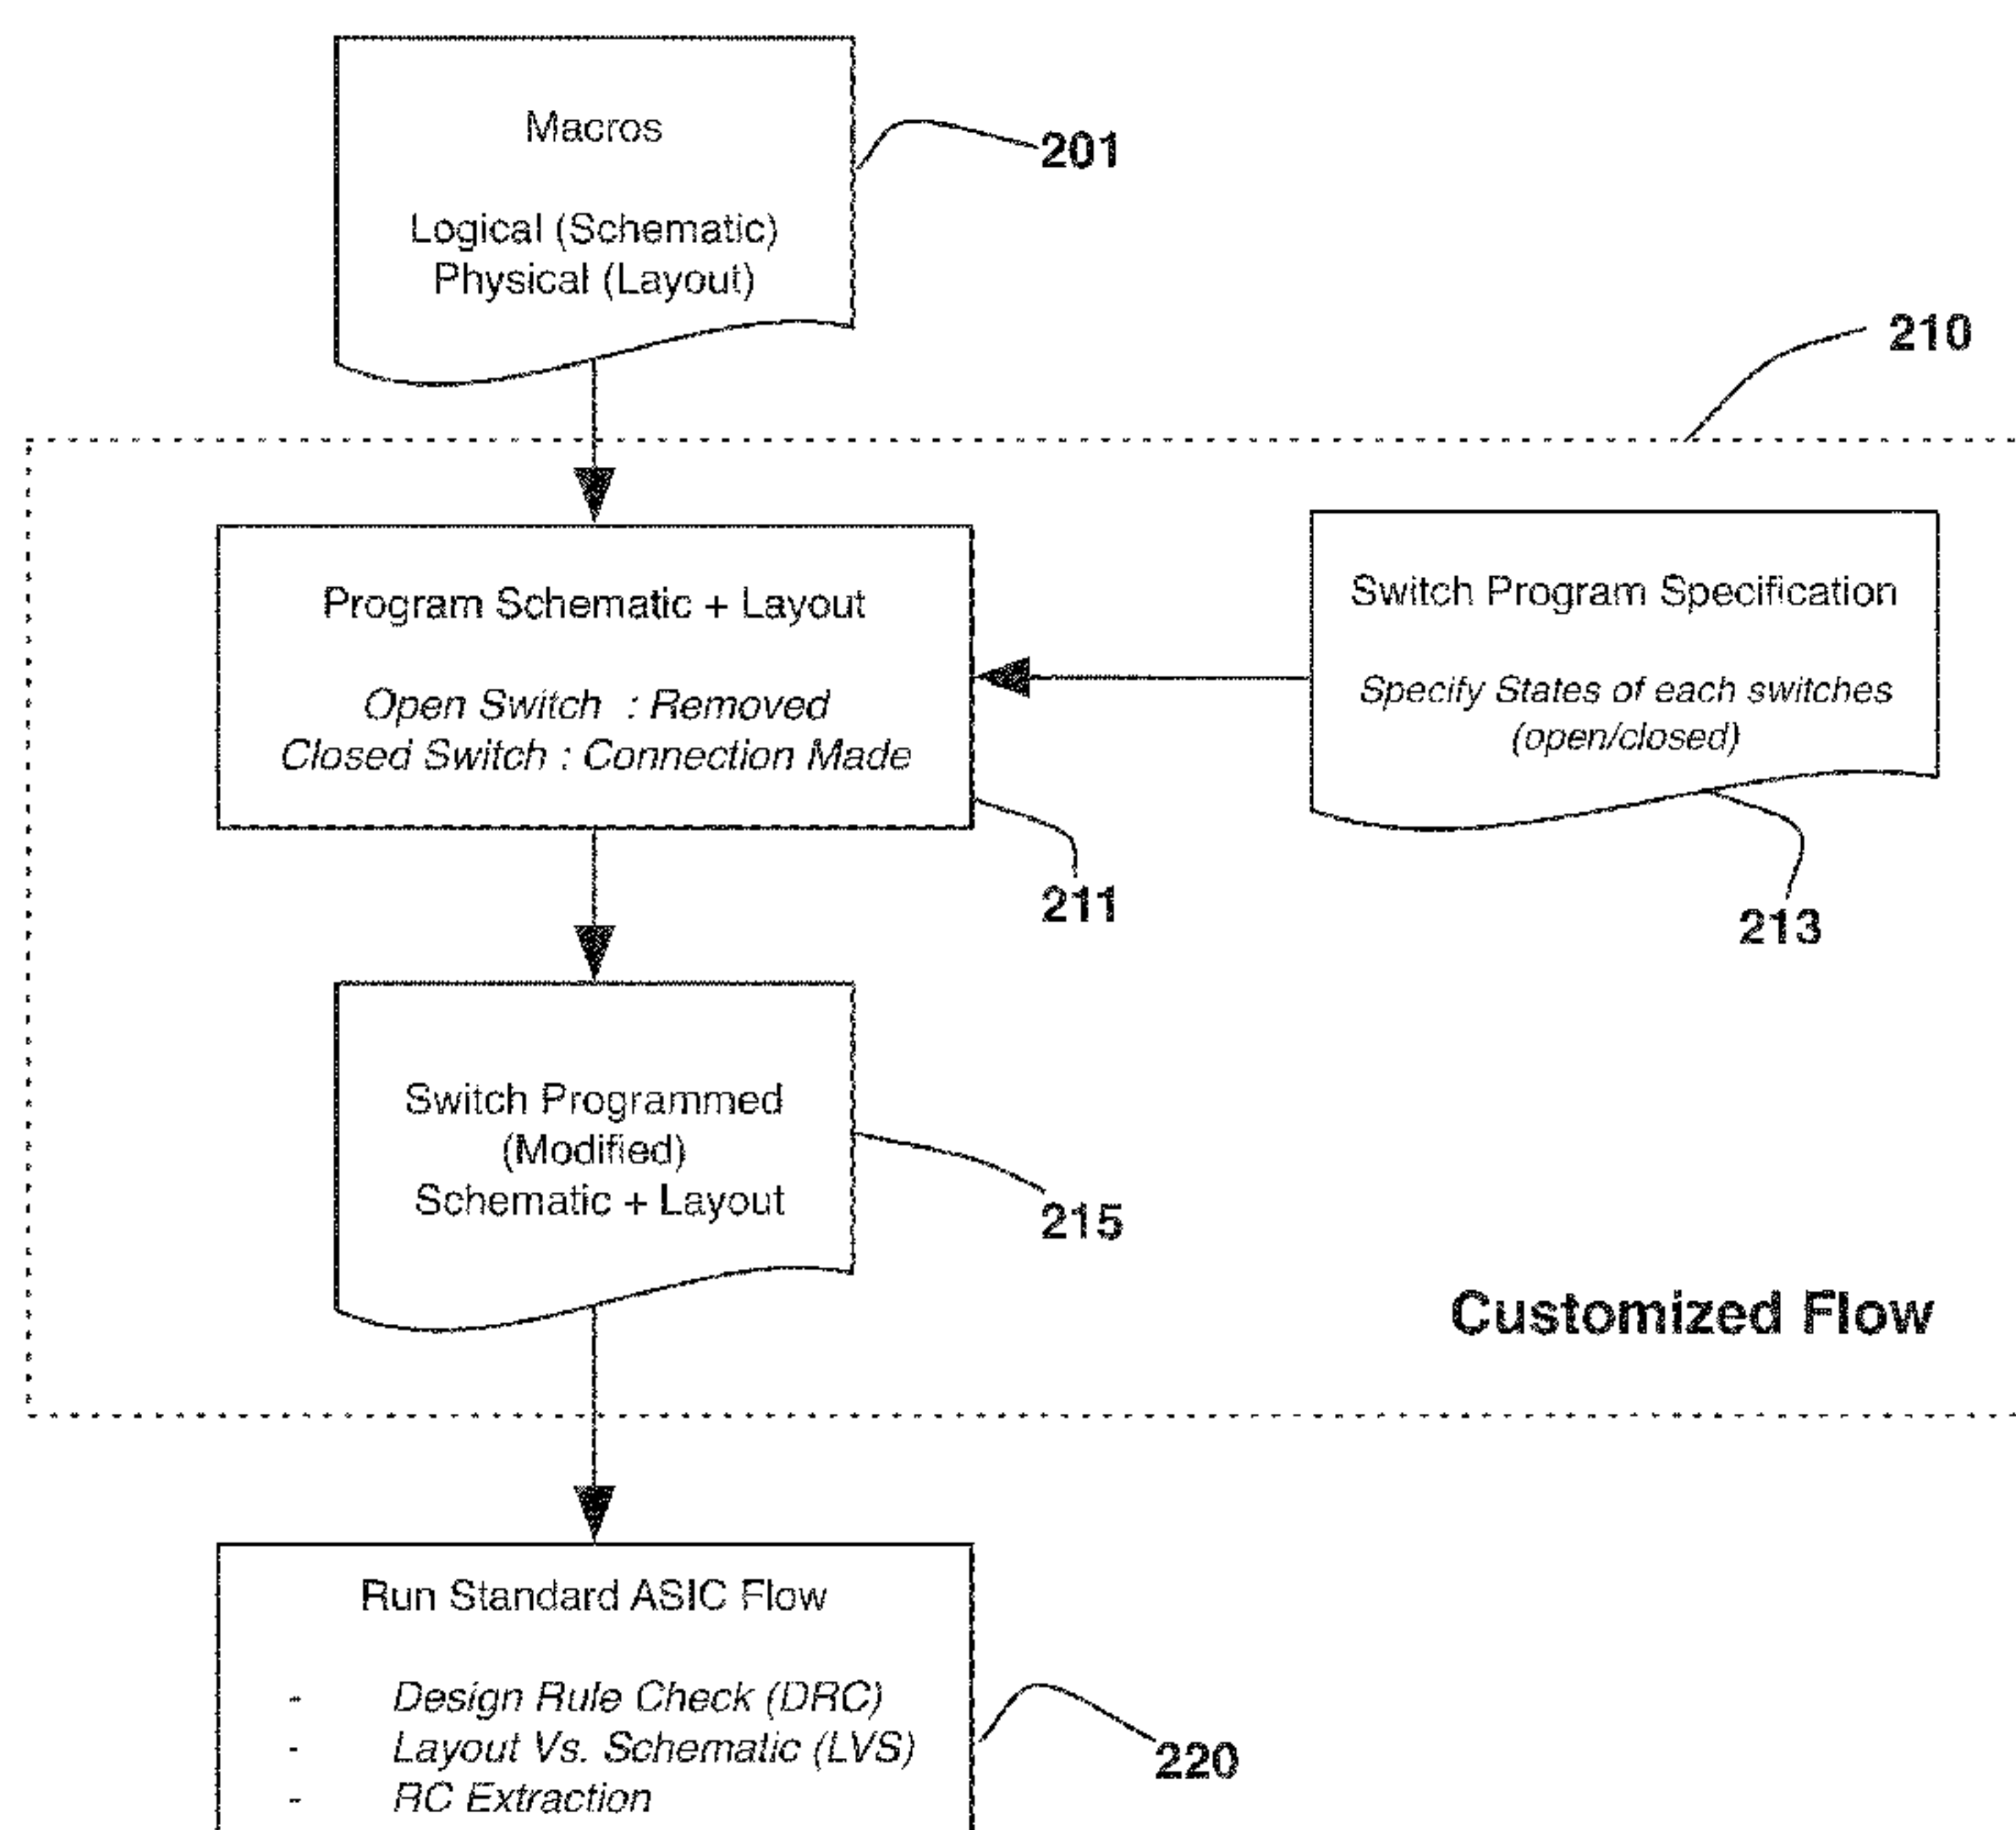 Macros
201
Logical (Schematic)
Physical (Layout)
210
Program Schematic + Layout
Open Switch : Removed
Closed Switch : Connection Made
211
Switch Program Specification
Specify States of each switches
(open/closed)
213
Switch Programmed
(Modified)
Schematic + Layout
215
Customized Flow
Run Standard ASIC Flow
- Design Rule Check (DRC)
- Layout Vs. Schematic (LVS)
- RC Extraction
220